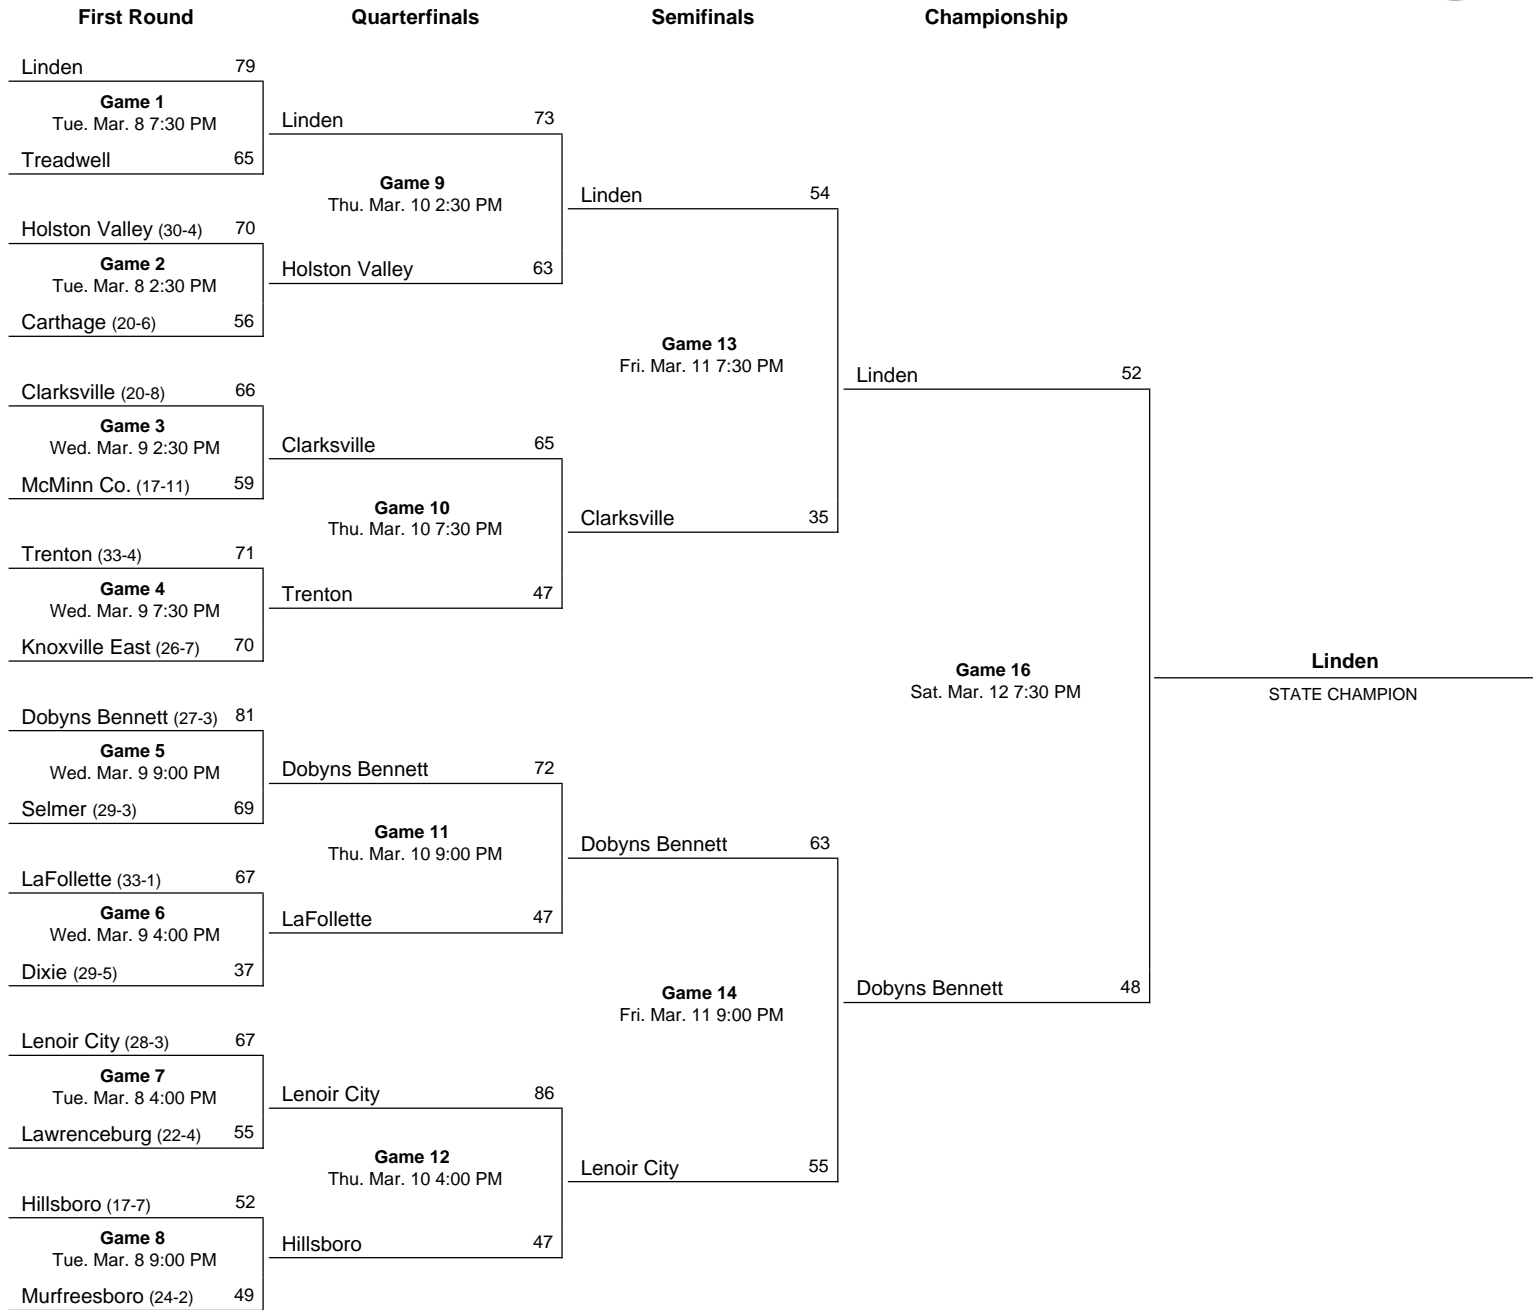 First Round Quarterfinals Semifinals Championship
Linden 79
Game 1
Tue. Mar. 8 7:30 PM
Treadwell 65
Holston Valley (30-4) 70
Game 2
Tue. Mar. 8 2:30 PM
Carthage (20-6) 56
Clarksville (20-8) 66
Game 3
Wed. Mar. 9 2:30 PM
McMinn Co. (17-11) 59
Trenton (33-4) 71
Game 4
Wed. Mar. 9 7:30 PM
Knoxville East (26-7) 70
Dobyns Bennett (27-3) 81
Game 5
Wed. Mar. 9 9:00 PM
Selmer (29-3) 69
LaFollette (33-1) 67
Game 6
Wed. Mar. 9 4:00 PM
Dixie (29-5) 37
Lenoir City (28-3) 67
Game 7
Tue. Mar. 8 4:00 PM
Lawrenceburg (22-4) 55
Hillsboro (17-7) 52
Game 8
Tue. Mar. 8 9:00 PM
Murfreesboro (24-2) 49
Linden 73
Game 9
Thu. Mar. 10 2:30 PM
Holston Valley 63
Clarksville 65
Game 10
Thu. Mar. 10 7:30 PM
Trenton 47
Dobyns Bennett 72
Game 11
Thu. Mar. 10 9:00 PM
LaFollette 47
Lenoir City 86
Game 12
Thu. Mar. 10 4:00 PM
Hillsboro 47
Linden 54
Game 13
Fri. Mar. 11 7:30 PM
Clarksville 35
Dobyns Bennett 63
Game 14
Fri. Mar. 11 9:00 PM
Lenoir City 55
Linden 52
Game 16
Sat. Mar. 12 7:30 PM
Dobyns Bennett 48
Linden
STATE CHAMPION